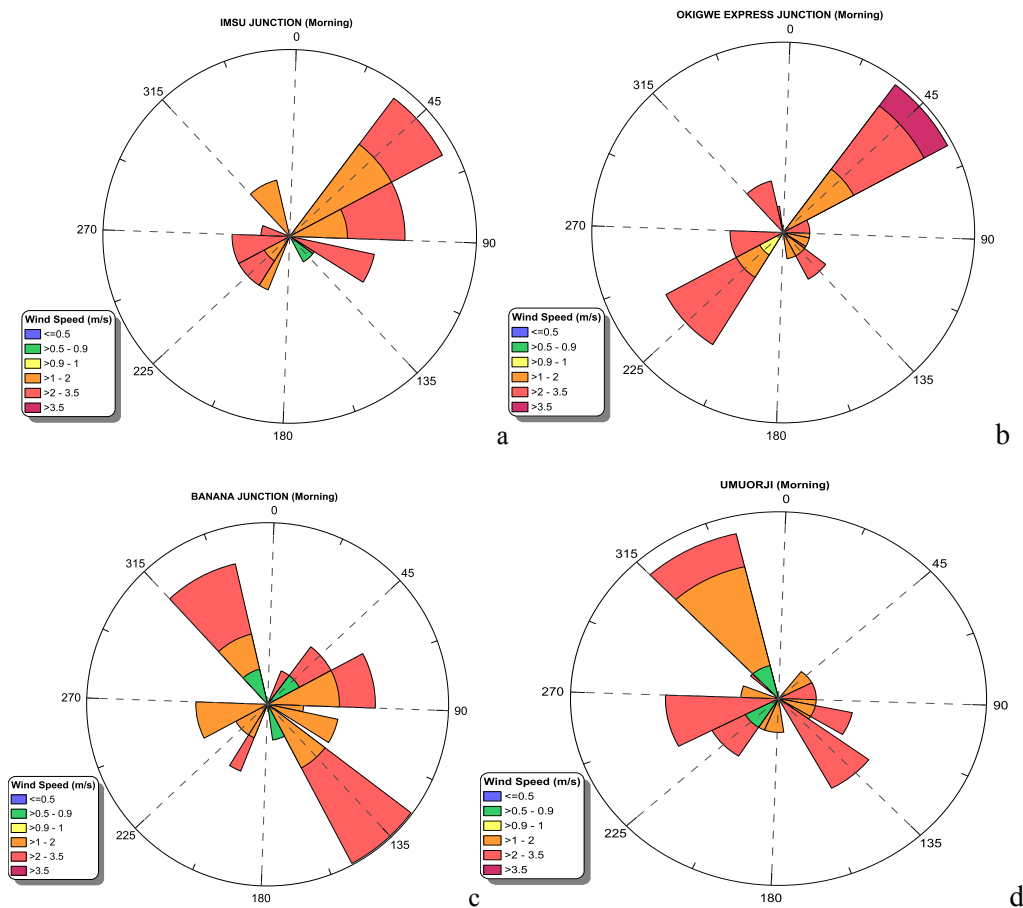 IMSU JUNCTION (Morning)
0
45
90
135
180
225
270
315
Wind Speed (m/s)
<=0.5
>0.5 - 0.9
>0.9 - 1
>1 - 2
>2 - 3.5
>3.5
a
OKIGWE EXPRESS JUNCTION (Morning)
0
45
90
135
180
225
270
315
Wind Speed (m/s)
<=0.5
>0.5 - 0.9
>0.9 - 1
>1 - 2
>2 - 3.5
>3.5
b
BANANA JUNCTION (Morning)
0
45
90
135
180
225
270
315
Wind Speed (m/s)
<=0.5
>0.5 - 0.9
>0.9 - 1
>1 - 2
>2 - 3.5
>3.5
c
UMUORJI (Morning)
0
45
90
135
180
225
270
315
Wind Speed (m/s)
<=0.5
>0.5 - 0.9
>0.9 - 1
>1 - 2
>2 - 3.5
>3.5
d